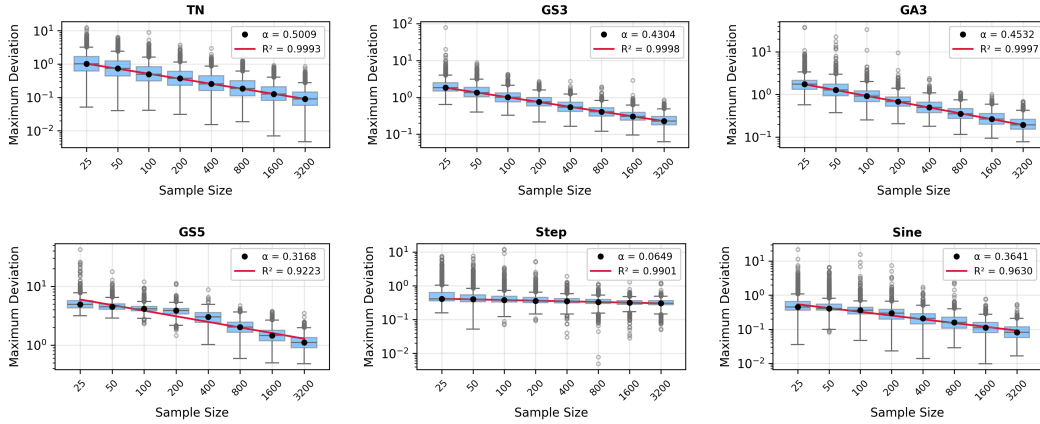 TN
Maximum Deviation
10¹
10⁰
10⁻¹
10⁻²
α = 0.5009
R² = 0.9993
25
50
100
200
400
800
1600
3200
Sample Size
GS3
Maximum Deviation
10²
10¹
10⁰
10⁻¹
α = 0.4304
R² = 0.9998
25
50
100
200
400
800
1600
3200
Sample Size
GA3
Maximum Deviation
10¹
10⁰
10⁻¹
α = 0.4532
R² = 0.9997
25
50
100
200
400
800
1600
3200
Sample Size
GS5
Maximum Deviation
10¹
10⁰
α = 0.3168
R² = 0.9223
25
50
100
200
400
800
1600
3200
Sample Size
Step
Maximum Deviation
10¹
10⁰
10⁻¹
10⁻²
α = 0.0649
R² = 0.9901
25
50
100
200
400
800
1600
3200
Sample Size
Sine
Maximum Deviation
10¹
10⁰
10⁻¹
10⁻²
α = 0.3641
R² = 0.9630
25
50
100
200
400
800
1600
3200
Sample Size